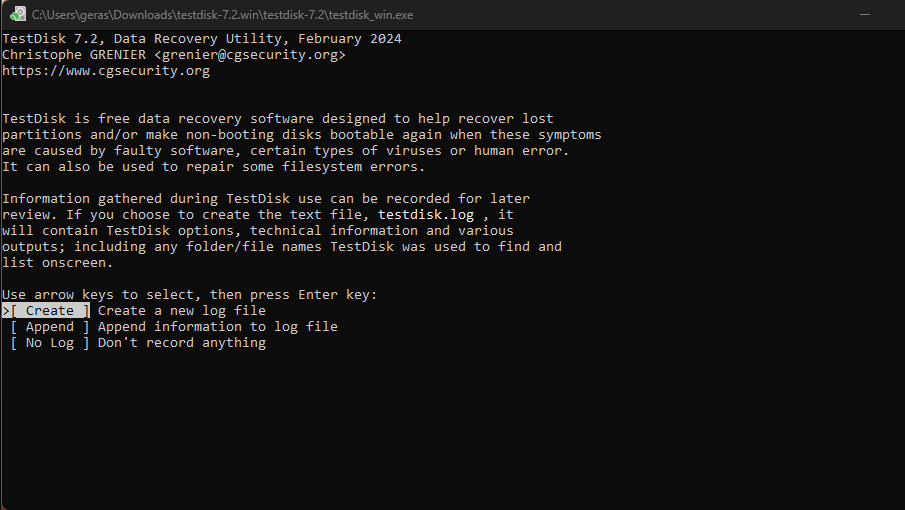 C:\Users\geras\Downloads\testdisk-7.2.win\testdisk-7.2\testdisk_win.exe
TestDisk 7.2, Data Recovery Utility, February 2024
Christophe GRENIER <grenier@cgsecurity.org>
https://www.cgsecurity.org
TestDisk is free data recovery software designed to help recover lost
partitions and/or make non-booting disks bootable again when these symptoms
are caused by faulty software, certain types of viruses or human error.
It can also be used to repair some filesystem errors.
Information gathered during TestDisk use can be recorded for later
review. If you choose to create the text file, testdisk.log , it
will contain TestDisk options, technical information and various
outputs; including any folder/file names TestDisk was used to find and
list onscreen.
Use arrow keys to select, then press Enter key:
>[ Create ] Create a new log file
[ Append ] Append information to log file
[ No Log ] Don't record anything